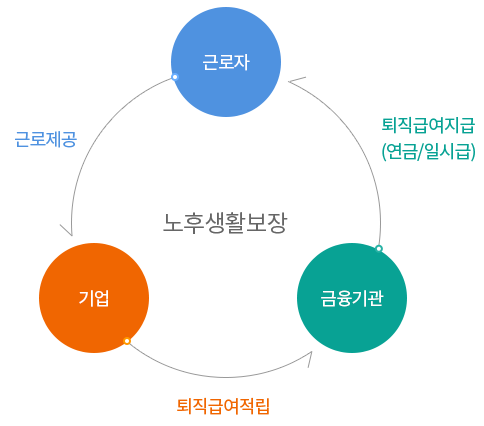 근로자
근로제공
퇴직급여지급
(연금/일시급)
노후생활보장
기업
금융기관
퇴직급여적립